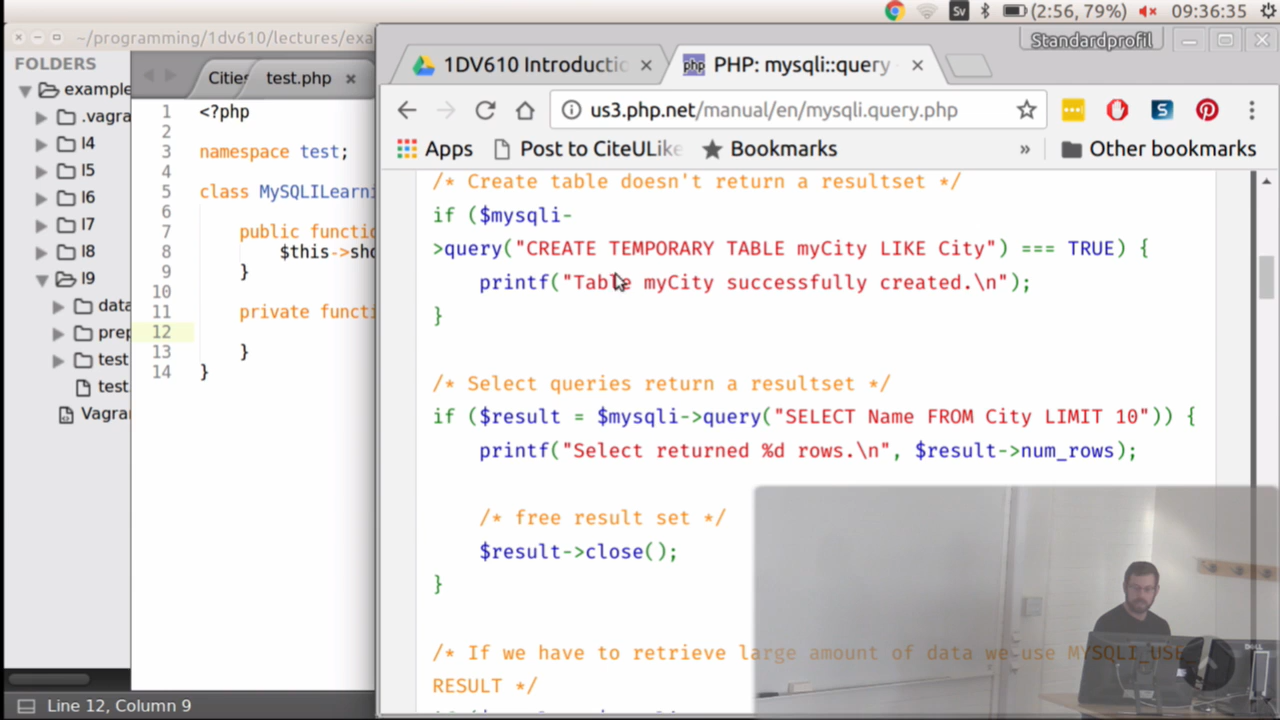 (2:56, 79%) 09:36:35
~/programming/1dv610/lectures/exa
Standardprofil
FOLDERS
example
.vagra
l4
l5
l6
l7
l8
l9
data
prep
test
test
Vagran
Cities
test.php
1 <?php
2
3 namespace test;
4
5 class MySQLILearni
6
7 public functio
8 $this->sho
9 }
10
11 private functi
12
13 }
14 }
Line 12, Column 9
1DV610 Introductio
php PHP: mysqli::query
us3.php.net/manual/en/mysqli.query.php
Apps Post to CiteULike Bookmarks » Other bookmarks
/* Create table doesn't return a resultset */
if ($mysqli-
>query("CREATE TEMPORARY TABLE myCity LIKE City") === TRUE) {
printf("Table myCity successfully created.\n");
}
/* Select queries return a resultset */
if ($result = $mysqli->query("SELECT Name FROM City LIMIT 10")) {
printf("Select returned %d rows.\n", $result->num_rows);
/* free result set */
$result->close();
}
/* If we have to retrieve large amount of data we use MYSQLI_USE_
RESULT */
DELL